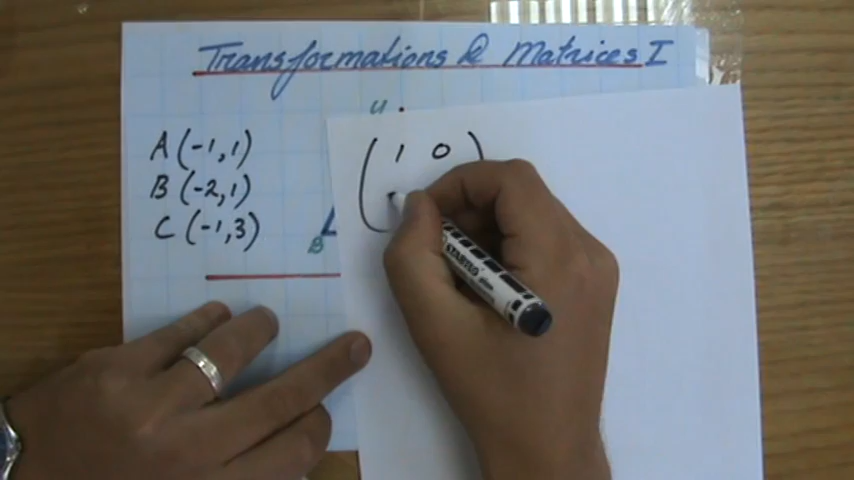 Transformations & Matrices I
4
A (-1,1)
B (-2,1)
C (-1,3)
B
( 1 0 )
STABILO